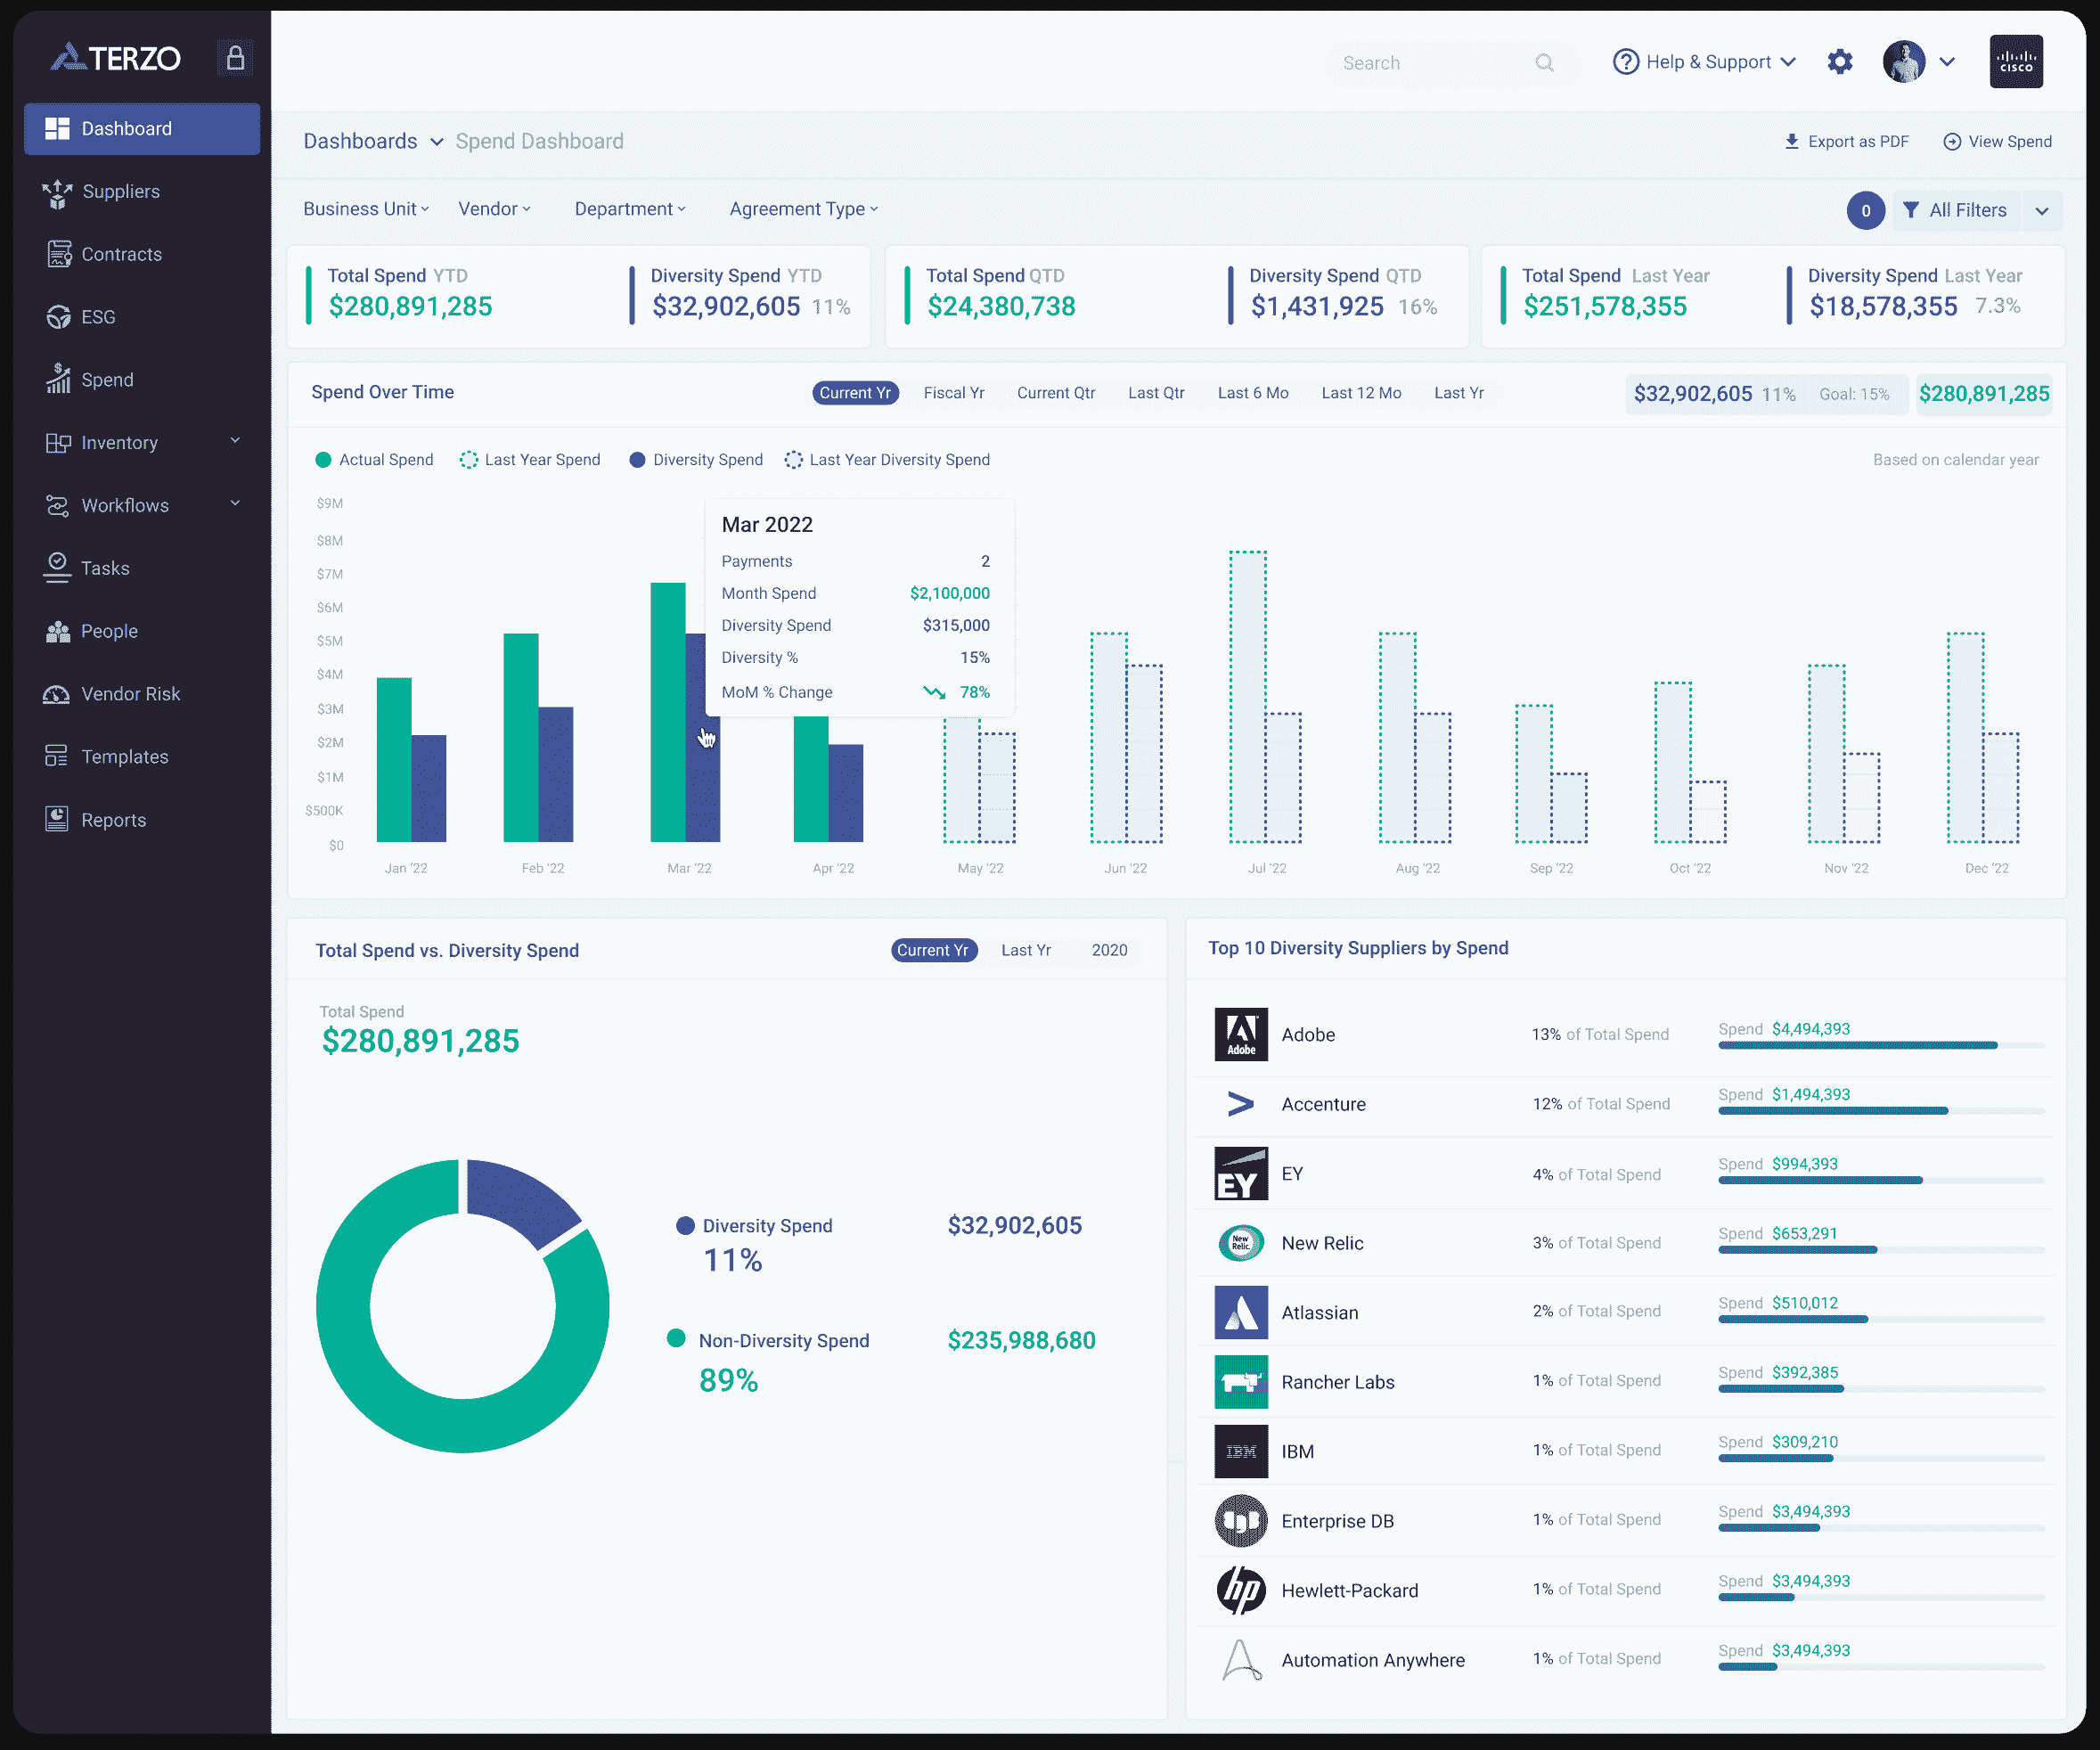 TERZO
Search
Help & Support
CISCO
Dashboard
Suppliers
Contracts
ESG
Spend
Inventory
Workflows
Tasks
People
Vendor Risk
Templates
Reports
Dashboards Spend Dashboard
Export as PDF View Spend
Business Unit Vendor Department Agreement Type
0 All Filters
Total Spend YTD
$280,891,285
Diversity Spend YTD
$32,902,605 11%
Total Spend QTD
$24,380,738
Diversity Spend QTD
$1,431,925 16%
Total Spend Last Year
$251,578,355
Diversity Spend Last Year
$18,578,355 7.3%
Spend Over Time
Current Yr Fiscal Yr Current Qtr Last Qtr Last 6 Mo Last 12 Mo Last Yr
$32,902,605 11% Goal: 15% $280,891,285
Actual Spend Last Year Spend Diversity Spend Last Year Diversity Spend
Based on calendar year
$9M
$8M
$7M
$6M
$5M
$4M
$3M
$2M
$1M
$500K
$0
Mar 2022
Payments 2
Month Spend $2,100,000
Diversity Spend $315,000
Diversity % 15%
MoM % Change 78%
Jan '22 Feb '22 Mar '22 Apr '22 May '22 Jun '22 Jul '22 Aug '22 Sep '22 Oct '22 Nov '22 Dec '22
Total Spend vs. Diversity Spend
Current Yr Last Yr 2020
Total Spend
$280,891,285
Diversity Spend $32,902,605
11%
Non-Diversity Spend $235,988,680
89%
Top 10 Diversity Suppliers by Spend
Adobe
Adobe 13% of Total Spend
Spend $4,494,393
Accenture 12% of Total Spend
Spend $1,494,393
EY
EY 4% of Total Spend
Spend $994,393
New
Relic.
New Relic 3% of Total Spend
Spend $653,291
Atlassian 2% of Total Spend
Spend $510,012
Rancher Labs 1% of Total Spend
Spend $392,385
IBM
IBM 1% of Total Spend
Spend $309,210
Enterprise DB 1% of Total Spend
Spend $3,494,393
hp
Hewlett-Packard 1% of Total Spend
Spend $3,494,393
Automation Anywhere 1% of Total Spend
Spend $3,494,393